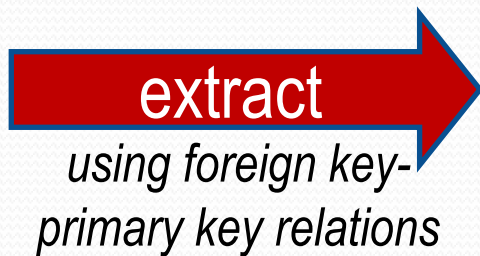 extract
using foreign key-
primary key relations